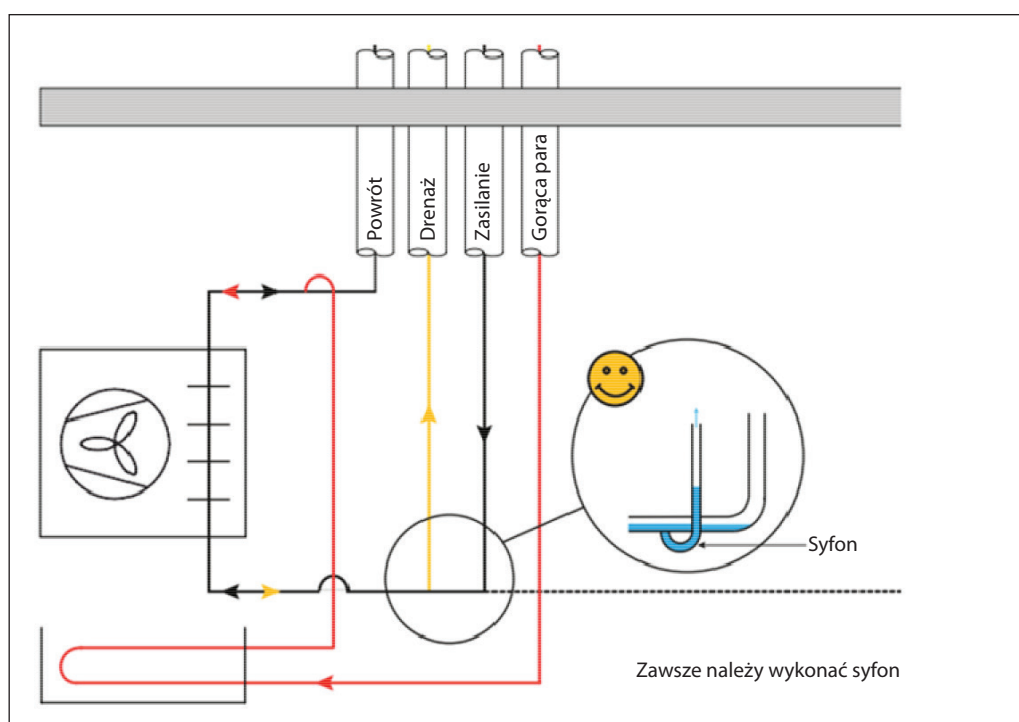 Powrót
Drenaż
Zasilanie
Gorąca para
Syfon
Zawsze należy wykonać syfon